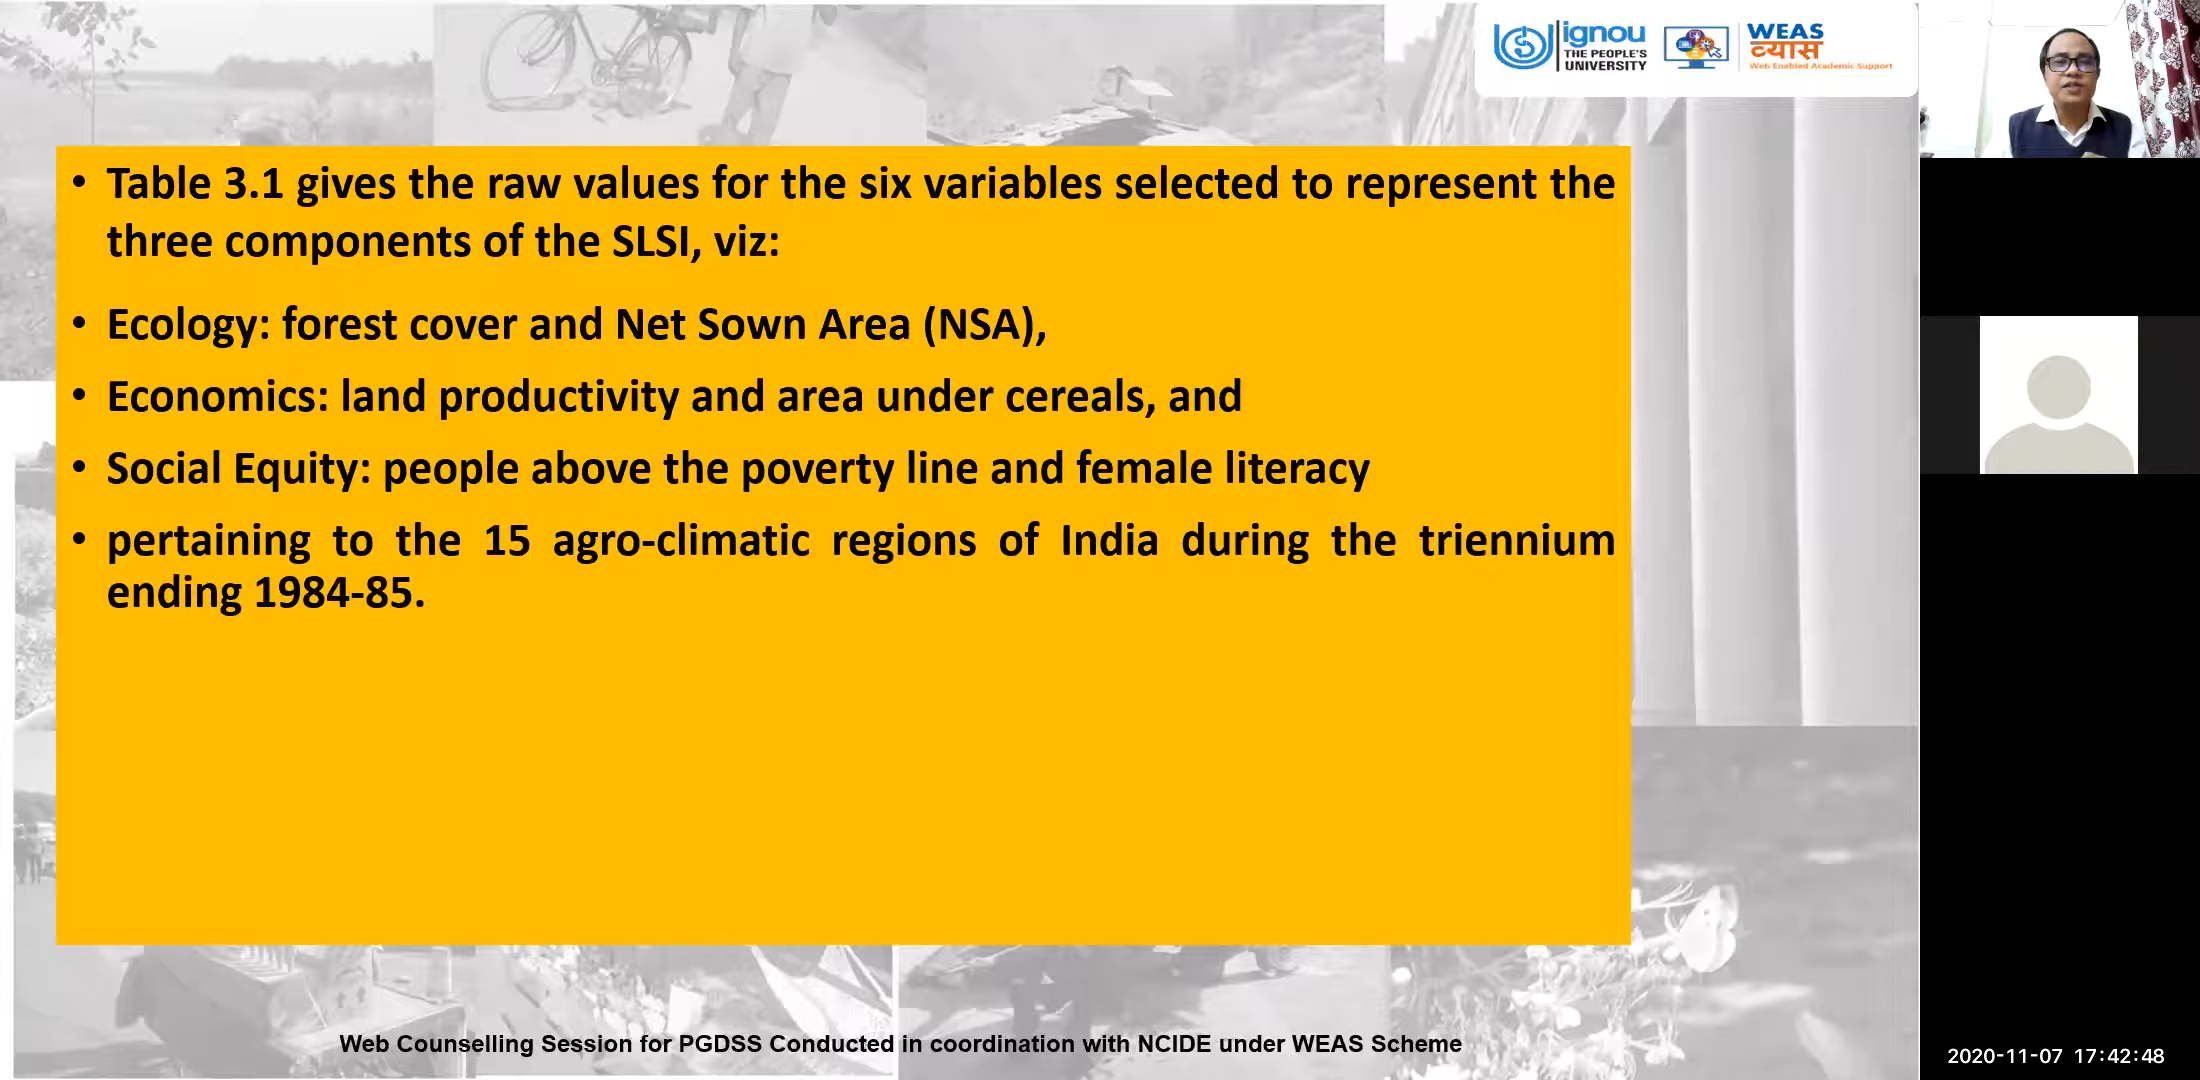 ignou
THE PEOPLE'S
UNIVERSITY
WEAS
व्यास
Web Enabled Academic Support
• Table 3.1 gives the raw values for the six variables selected to represent the
three components of the SLSI, viz:
• Ecology: forest cover and Net Sown Area (NSA),
• Economics: land productivity and area under cereals, and
• Social Equity: people above the poverty line and female literacy
• pertaining to the 15 agro-climatic regions of India during the triennium
ending 1984-85.
Web Counselling Session for PGDSS Conducted in coordination with NCIDE under WEAS Scheme
2020-11-07 17:42:48